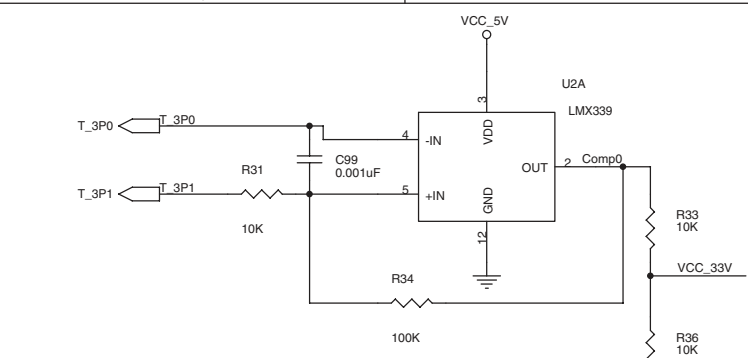 VCC_5V
U2A
LMX339
3
VDD
T_3P0
T_3P0
4
-IN
C99
0.001uF
R31
OUT
2
Comp0
T_3P1
T_3P1
5
+IN
GND
10K
R33
10K
12
VCC_33V
R34
100K
R36
10K